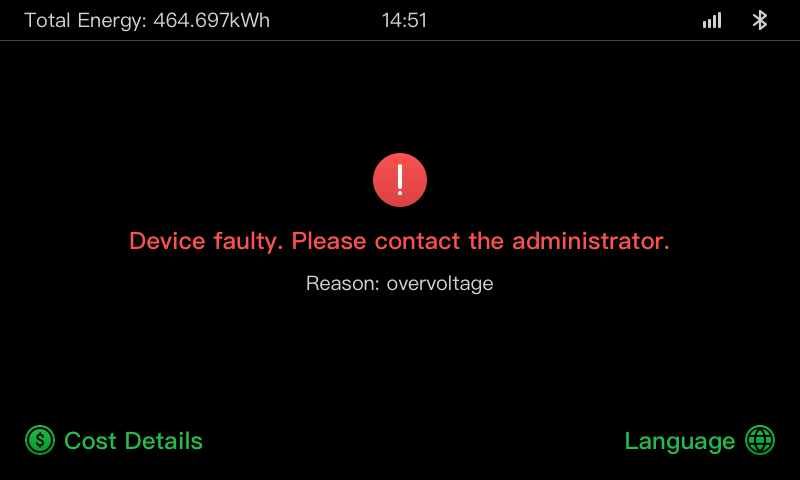 Total Energy: 464.697kWh 14:51
Device faulty. Please contact the administrator.
Reason: overvoltage
Cost Details Language